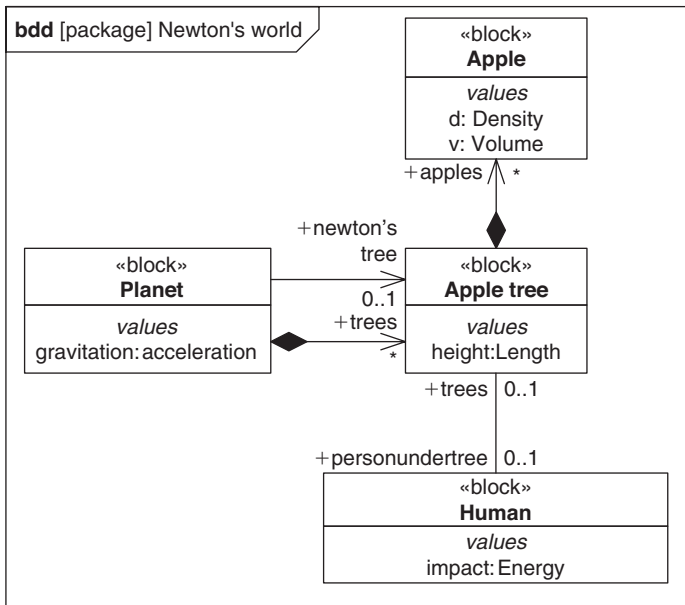 bdd [package] Newton's world
«block»
Apple
values
d: Density
v: Volume
+apples *
+newton's
tree
0..1
«block»
Planet
values
gravitation:acceleration
+trees
*
«block»
Apple tree
values
height:Length
+trees 0..1
+personundertree 0..1
«block»
Human
values
impact:Energy